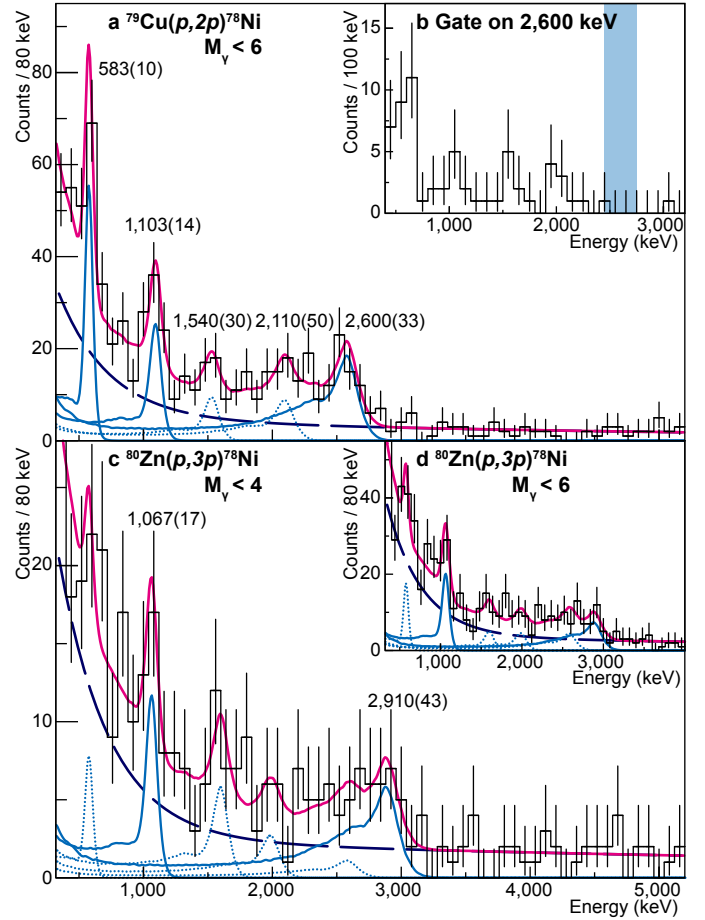 a ⁷⁹Cu(p,2p)⁷⁸Ni
Mγ < 6
Counts / 80 keV
80
60
40
20
0
583(10)
1,103(14)
1,540(30)
2,110(50)
2,600(33)
b Gate on 2,600 keV
Counts / 100 keV
15
10
5
0
1,000
2,000
3,000
Energy (keV)
c ⁸⁰Zn(p,3p)⁷⁸Ni
Mγ < 4
Counts / 80 keV
20
10
0
1,067(17)
2,910(43)
d ⁸⁰Zn(p,3p)⁷⁸Ni
Mγ < 6
Counts / 80 keV
40
20
0
1,000
2,000
3,000
Energy (keV)
1,000
2,000
3,000
4,000
5,000
Energy (keV)